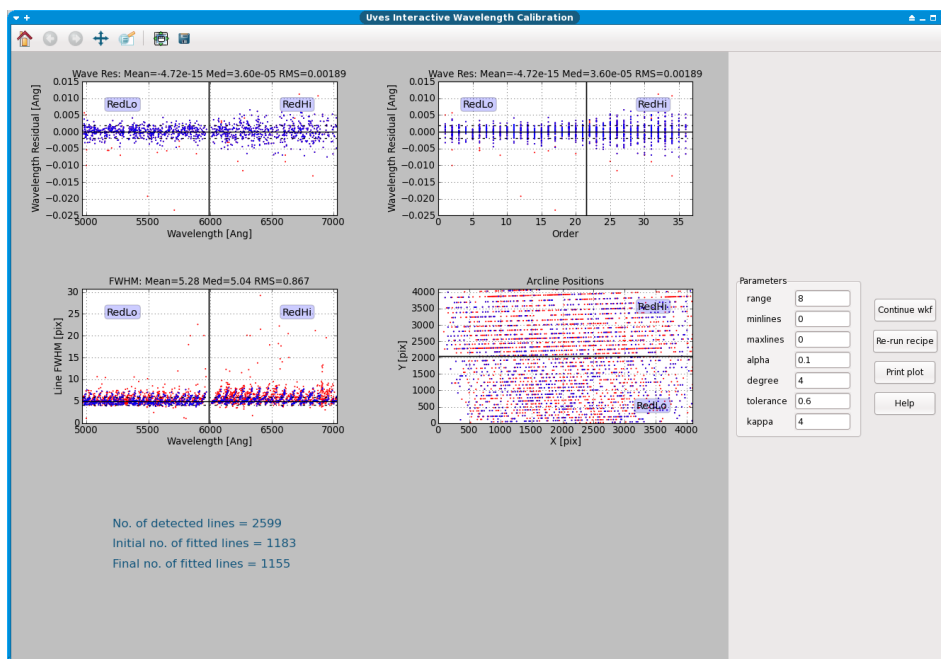 Uves Interactive Wavelength Calibration
Wave Res: Mean=-4.72e-15 Med=3.60e-05 RMS=0.00189
0.015
0.010
0.005
0.000
−0.005
−0.010
−0.015
−0.020
−0.025
Wavelength Residual [Ang]
RedLo
RedHi
5000 5500 6000 6500 7000
Wavelength [Ang]
Wave Res: Mean=-4.72e-15 Med=3.60e-05 RMS=0.00189
0.015
0.010
0.005
0.000
−0.005
−0.010
−0.015
−0.020
−0.025
Wavelength Residual [Ang]
RedLo
RedHi
0 5 10 15 20 25 30 35
Order
FWHM: Mean=5.28 Med=5.04 RMS=0.867
30
25
20
15
10
5
0
Line FWHM [pix]
RedLo
RedHi
5000 5500 6000 6500 7000
Wavelength [Ang]
Arcline Positions
4000
3500
3000
2500
2000
1500
1000
500
0
Y [pix]
RedHi
RedLo
0 500 1000 1500 2000 2500 3000 3500 4000
X [pix]
Parameters
range 8
minlines 0
maxlines 0
alpha 0.1
degree 4
tolerance 0.6
kappa 4
Continue wkf
Re-run recipe
Print plot
Help
No. of detected lines = 2599
Initial no. of fitted lines = 1183
Final no. of fitted lines = 1155